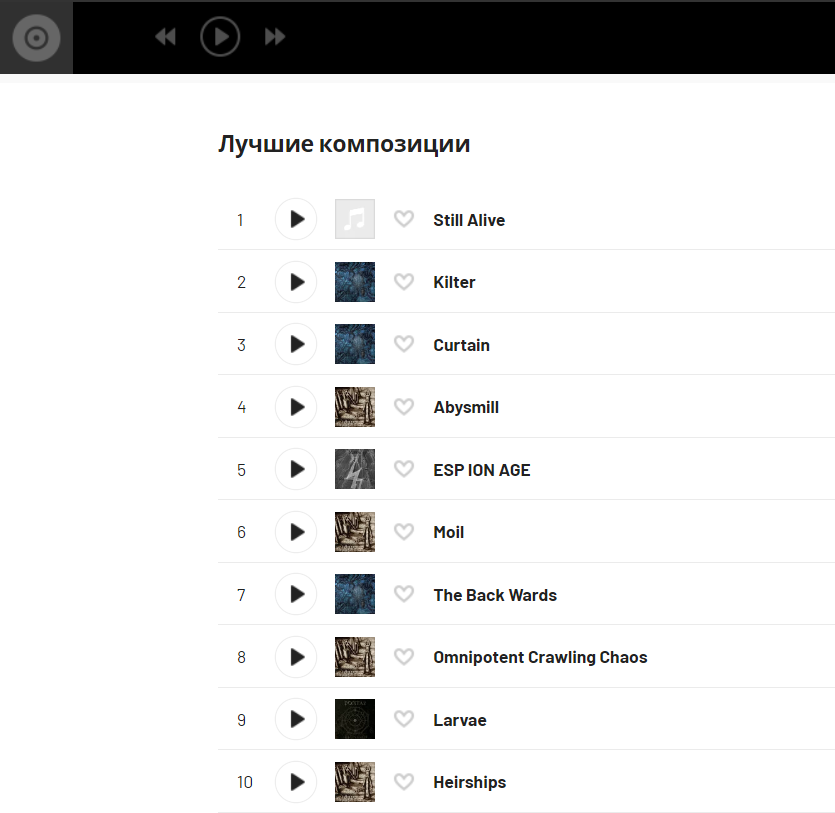 Лучшие композиции
1 Still Alive
2 Kilter
3 Curtain
4 Abysmill
5 ESP ION AGE
6 Moil
7 The Back Wards
8 Omnipotent Crawling Chaos
9 Larvae
10 Heirships